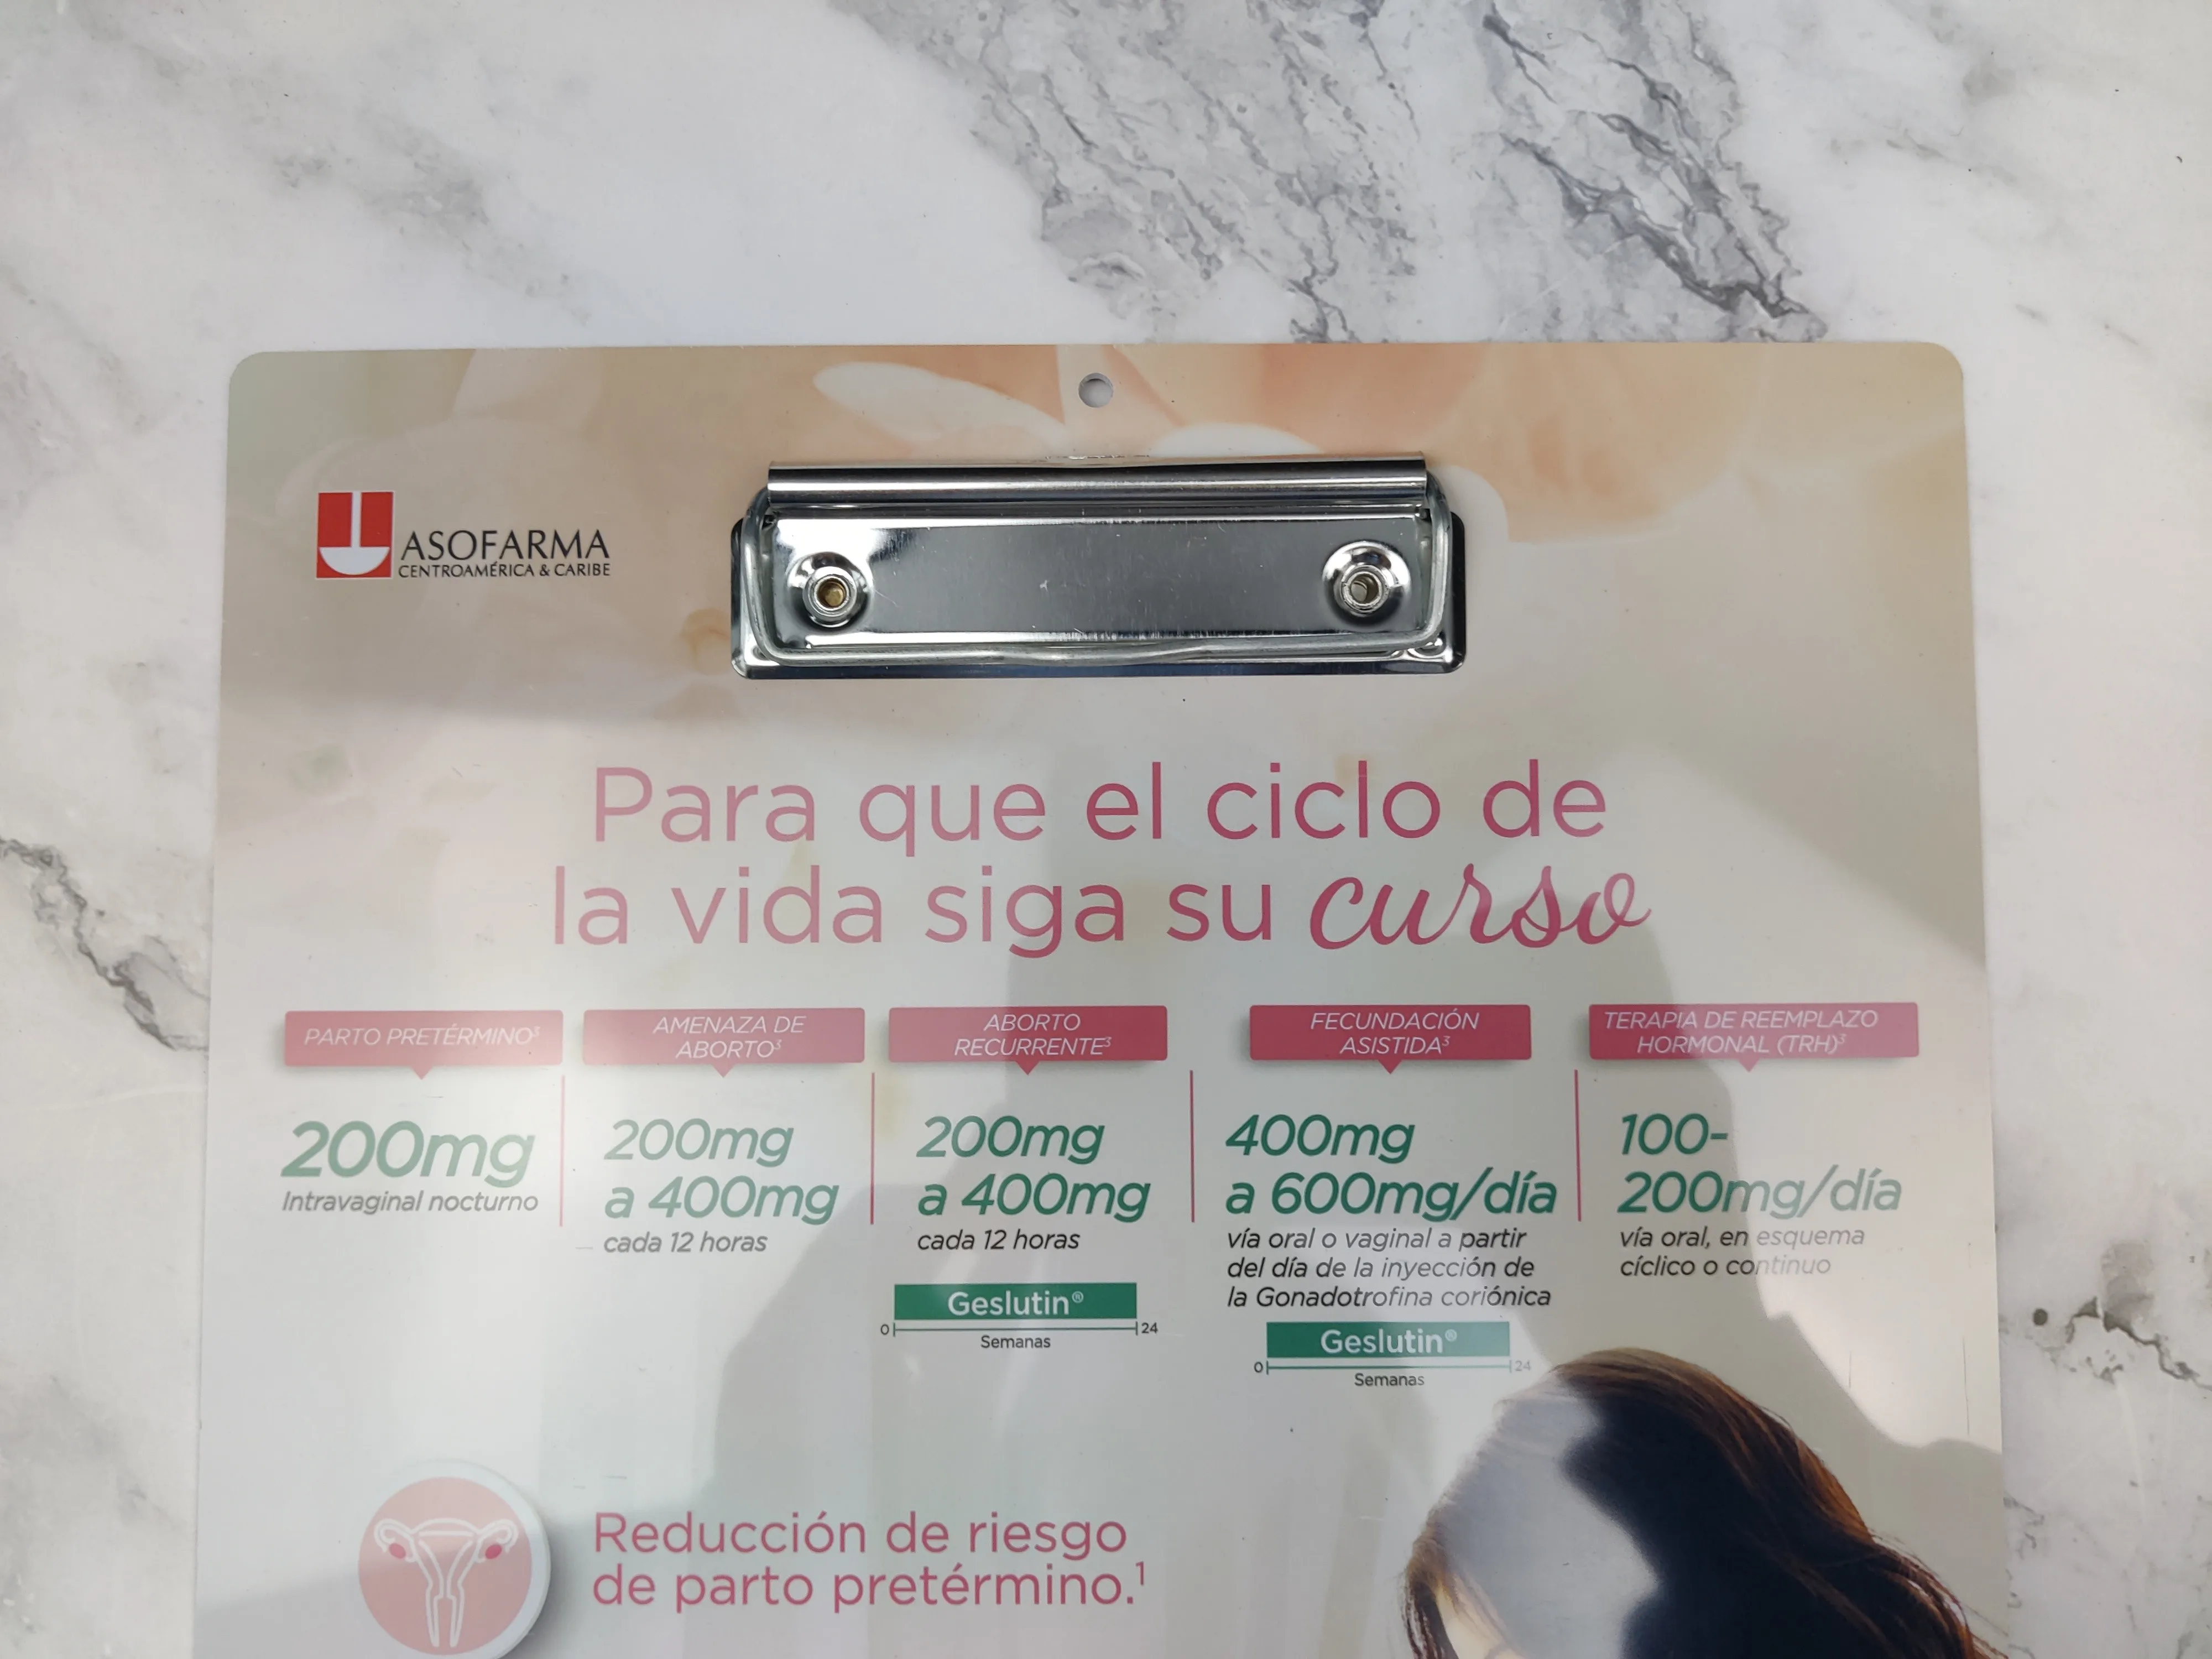 ASOFARMA
CENTROAMÉRICA & CARIBE
Para que el ciclo de
la vida siga su curso
PARTO PRETÉRMINO³
200mg
Intravaginal nocturno
AMENAZA DE
ABORTO³
200mg
a 400mg
cada 12 horas
ABORTO
RECURRENTE³
200mg
a 400mg
cada 12 horas
Geslutin®
0 24
Semanas
FECUNDACIÓN
ASISTIDA³
400mg
a 600mg/día
vía oral o vaginal a partir
del día de la inyección de
la Gonadotrofina coriónica
Geslutin®
0 24
Semanas
TERAPIA DE REEMPLAZO
HORMONAL (TRH)³
100-
200mg/día
vía oral, en esquema
cíclico o continuo
Reducción de riesgo
de parto pretérmino.¹